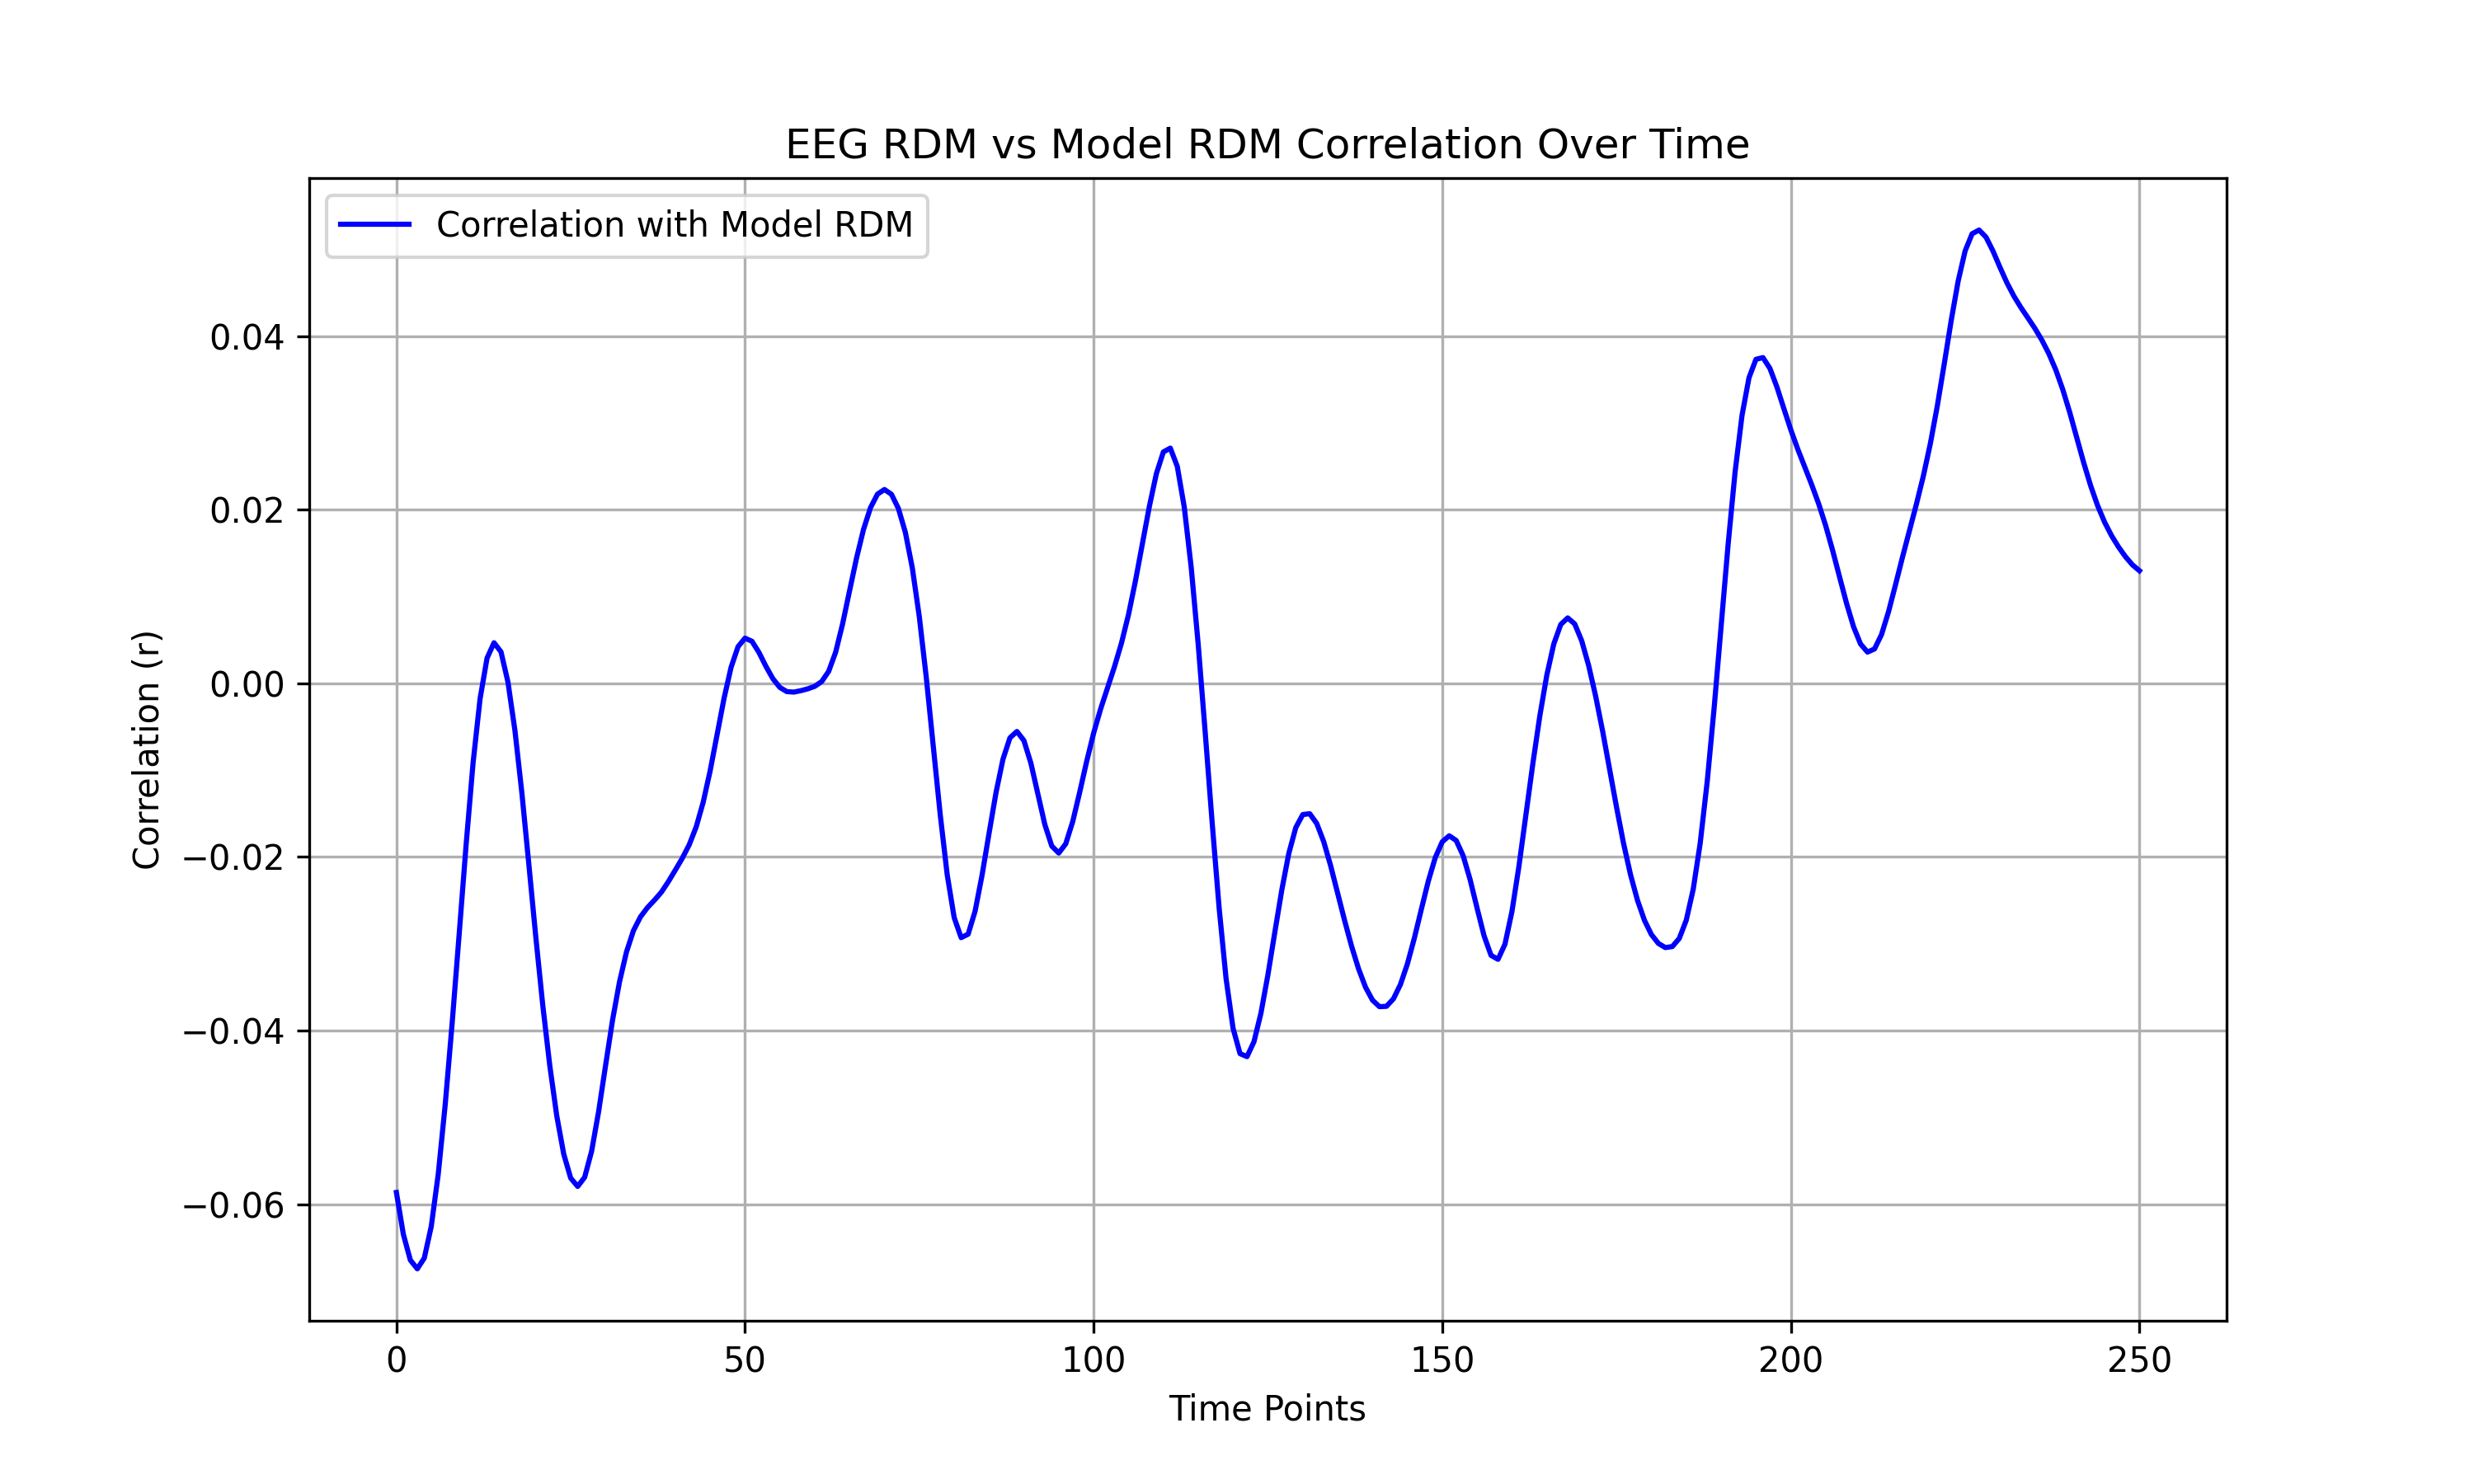 EEG RDM vs Model RDM Correlation Over Time
Correlation with Model RDM
0.04
0.02
0.00
−0.02
−0.04
−0.06
Correlation (r)
0 50 100 150 200 250
Time Points